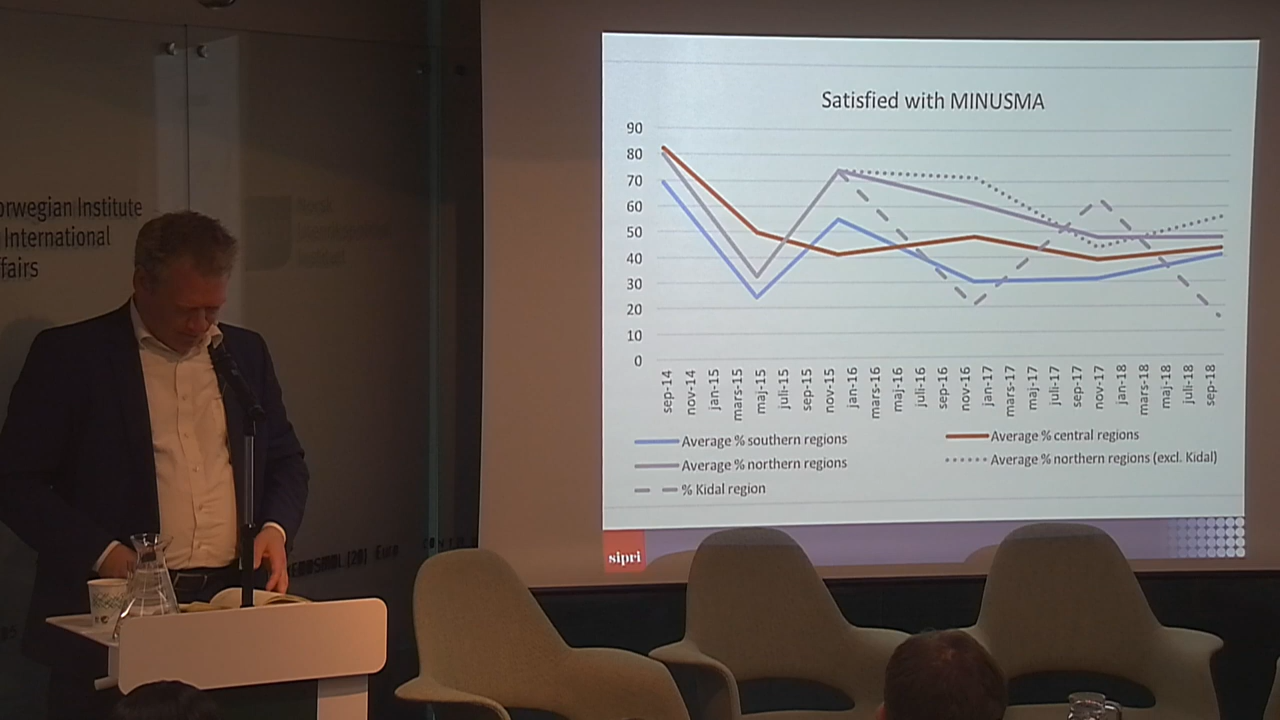 orwegian Institute
International
ffairs
Satisfied with MINUSMA
90
80
70
60
50
40
30
20
10
0
sep-14
nov-14
jan-15
mars-15
maj-15
juli-15
sep-15
nov-15
jan-16
mars-16
maj-16
juli-16
sep-16
nov-16
jan-17
mars-17
maj-17
juli-17
sep-17
nov-17
jan-18
mars-18
maj-18
juli-18
sep-18
Average % southern regions
Average % central regions
Average % northern regions
Average % northern regions (excl. Kidal)
% Kidal region
sipri